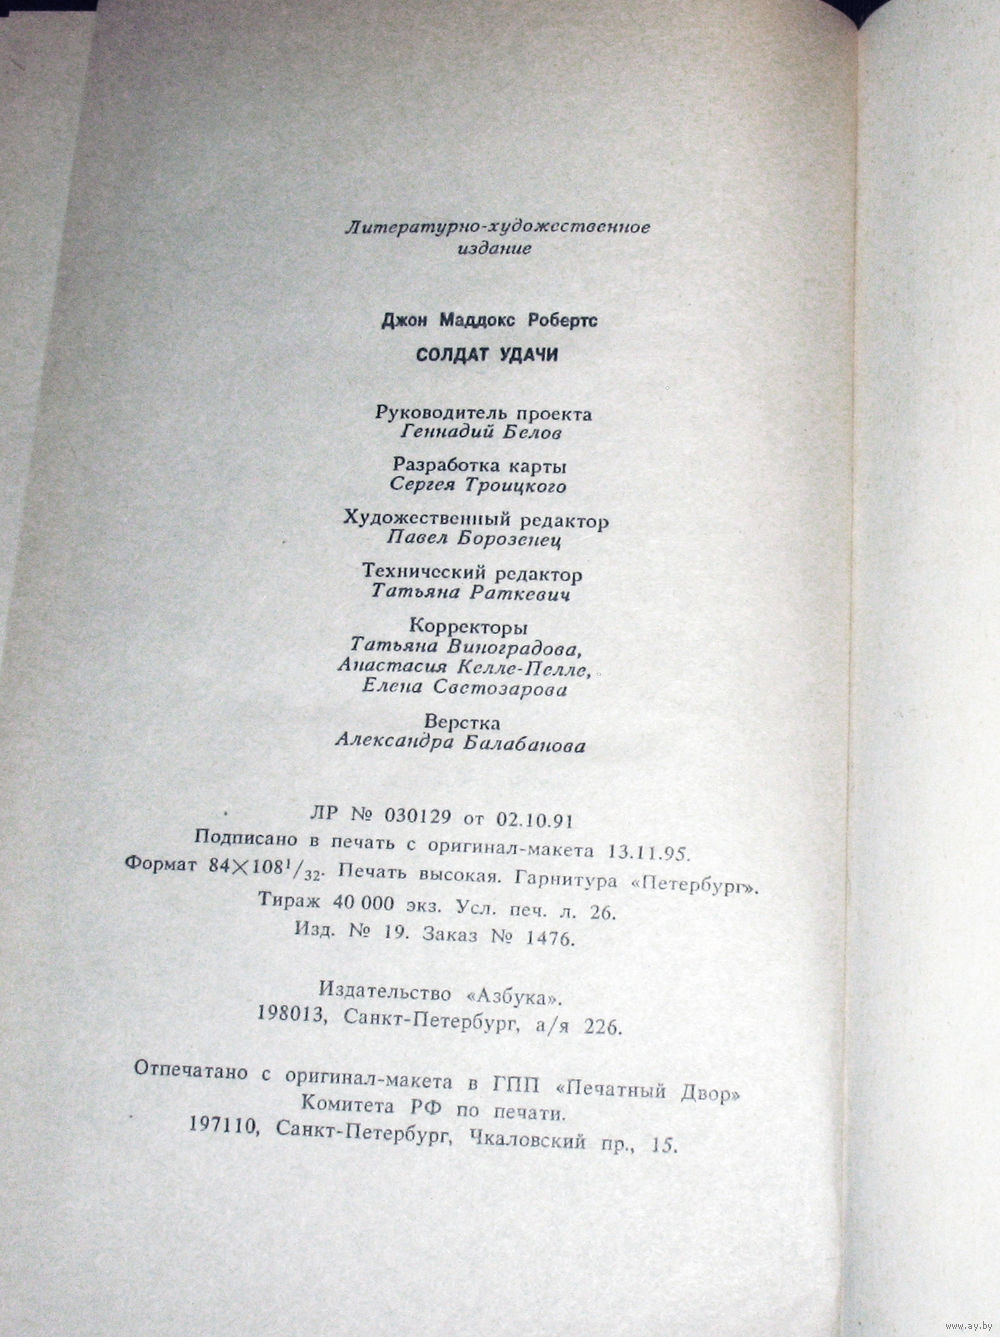 Литературно-художественное
издание
Джон Маддокс Робертс
СОЛДАТ УДАЧИ
Руководитель проекта
Геннадий Белов
Разработка карты
Сергея Троицкого
Художественный редактор
Павел Борозенец
Технический редактор
Татьяна Раткевич
Корректоры
Татьяна Виноградова,
Анастасия Келле-Пелле,
Елена Светозарова
Верстка
Александра Балабанова
ЛР № 030129 от 02.10.91
Подписано в печать с оригинал-макета 13.11.95.
Формат 84×108¹/₃₂. Печать высокая. Гарнитура «Петербург».
Тираж 40 000 экз. Усл. печ. л. 26.
Изд. № 19. Заказ № 1476.
Издательство «Азбука».
198013, Санкт-Петербург, а/я 226.
Отпечатано с оригинал-макета в ГПП «Печатный Двор»
Комитета РФ по печати.
197110, Санкт-Петербург, Чкаловский пр., 15.
www.ay.by